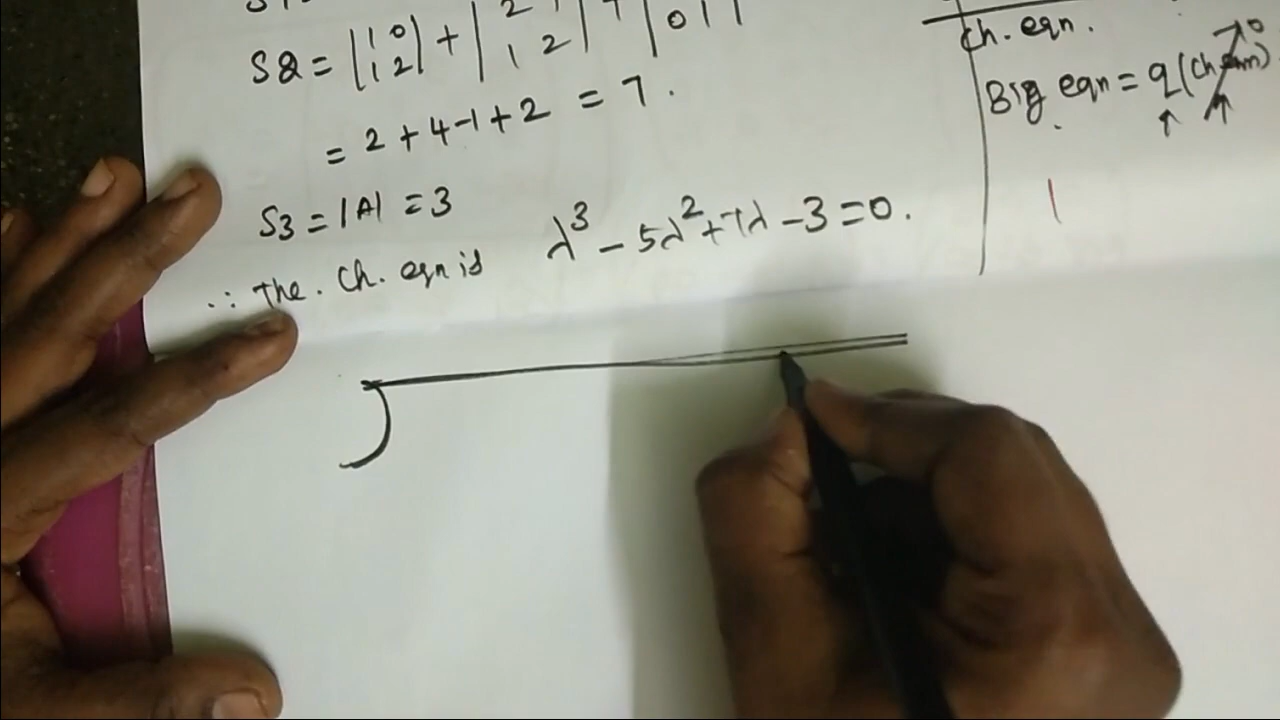 S2 = |1 0 1 2| + |2 1 1 2| + | 0 1|
= 2 + 4 - 1 + 2 = 7.
S3 = |A| = 3
∴ The. Ch. eqn is λ³ - 5λ² + 7λ - 3 = 0.
Ch. eqn.
Big eqn = q(Ch eqn) 0